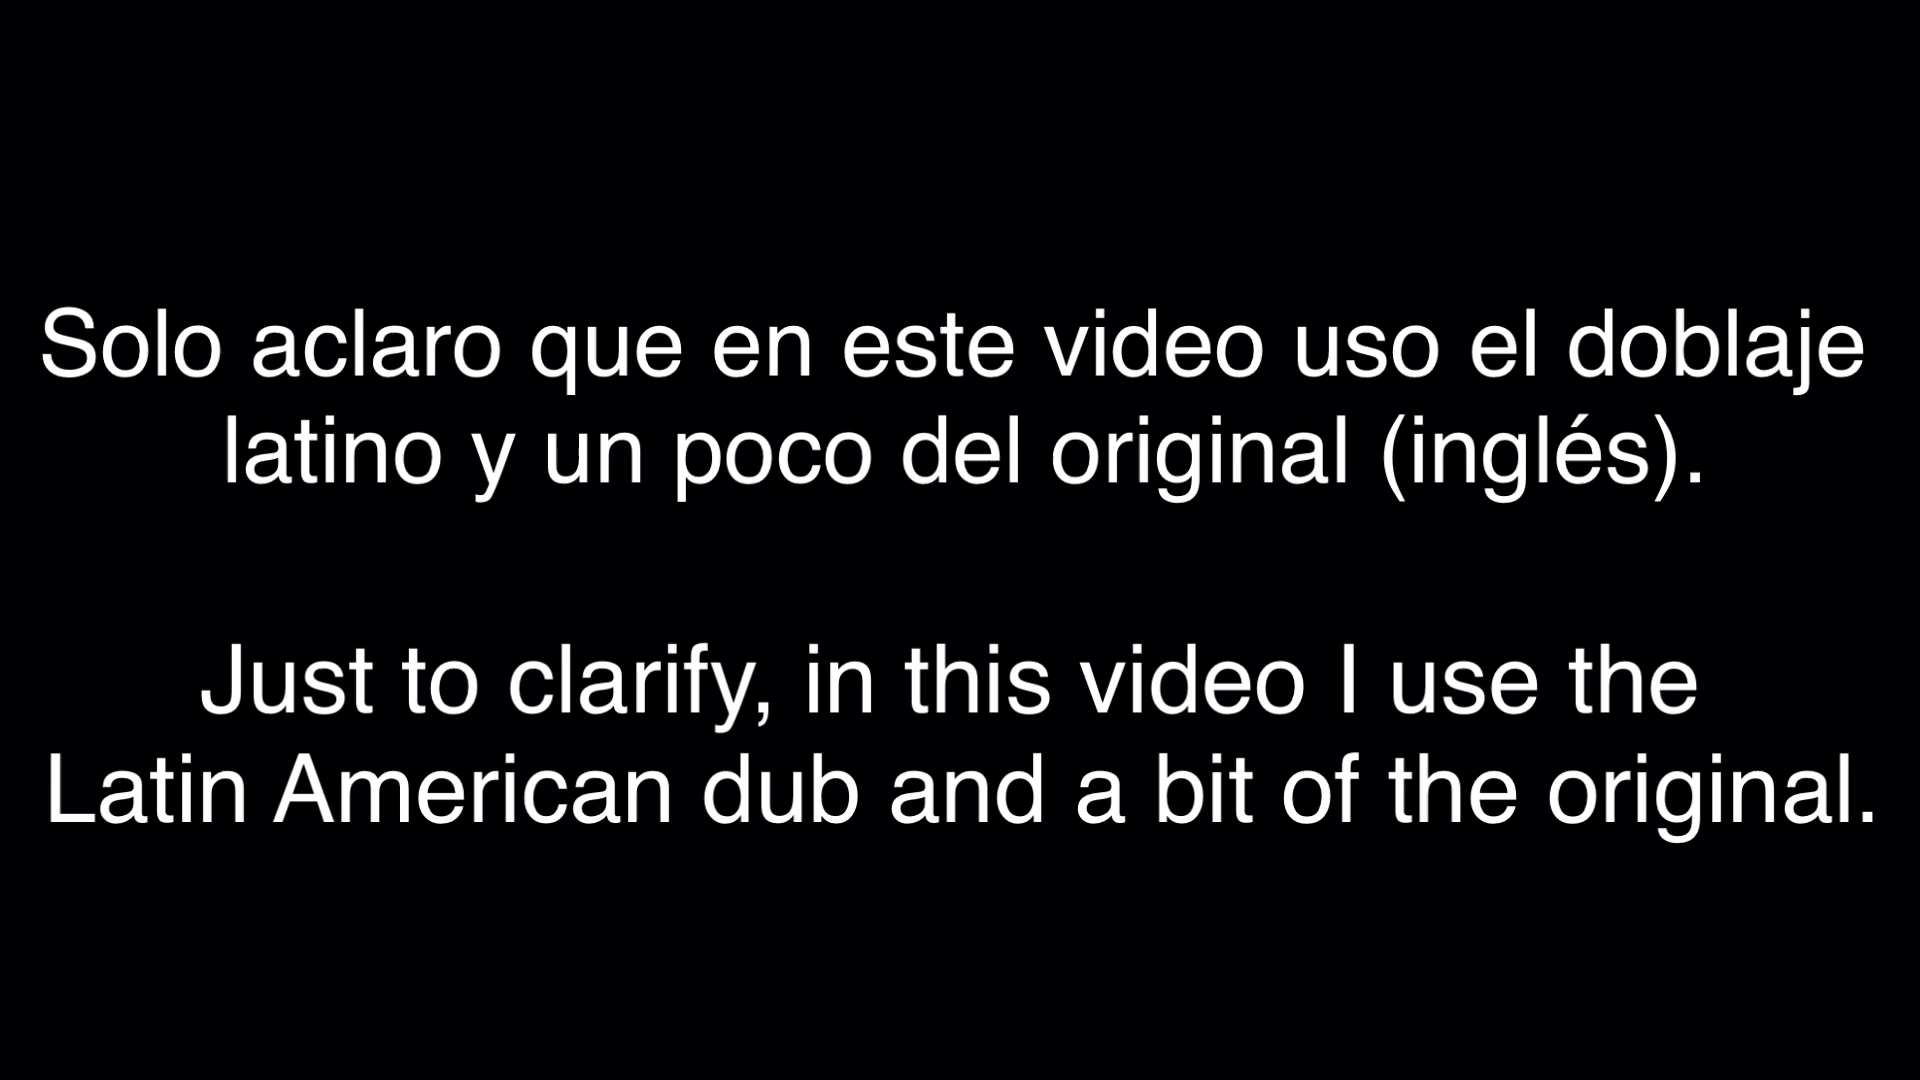 Solo aclaro que en este video uso el doblaje
latino y un poco del original (inglés).
Just to clarify, in this video I use the
Latin American dub and a bit of the original.